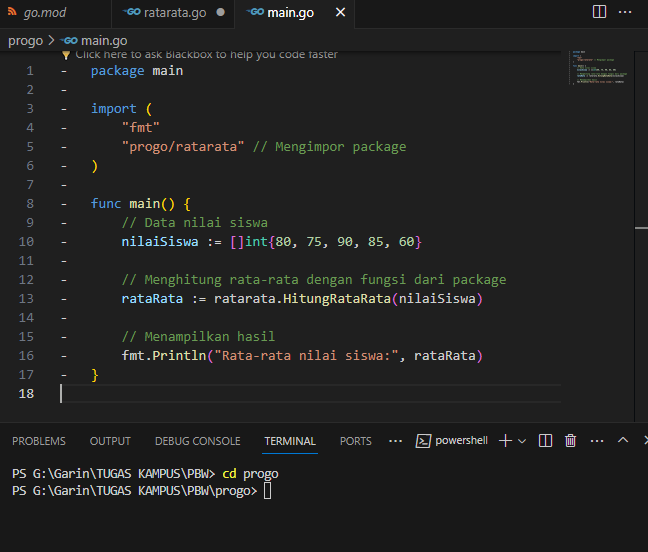 go.mod ratarata.go main.go
progo > main.go
Click here to ask Blackbox to help you code faster
1 - package main
2 -
3 - import (
4 - "fmt"
5 - "progo/ratarata" // Mengimpor package
6 - )
7 -
8 - func main() {
9 - // Data nilai siswa
10 - nilaiSiswa := []int{80, 75, 90, 85, 60}
11 -
12 - // Menghitung rata-rata dengan fungsi dari package
13 - rataRata := ratarata.HitungRataRata(nilaiSiswa)
14 -
15 - // Menampilkan hasil
16 - fmt.Println("Rata-rata nilai siswa:", rataRata)
17 - }
18
PROBLEMS OUTPUT DEBUG CONSOLE TERMINAL PORTS ... powershell
PS G:\Garin\TUGAS KAMPUS\PBW> cd progo
PS G:\Garin\TUGAS KAMPUS\PBW\progo>